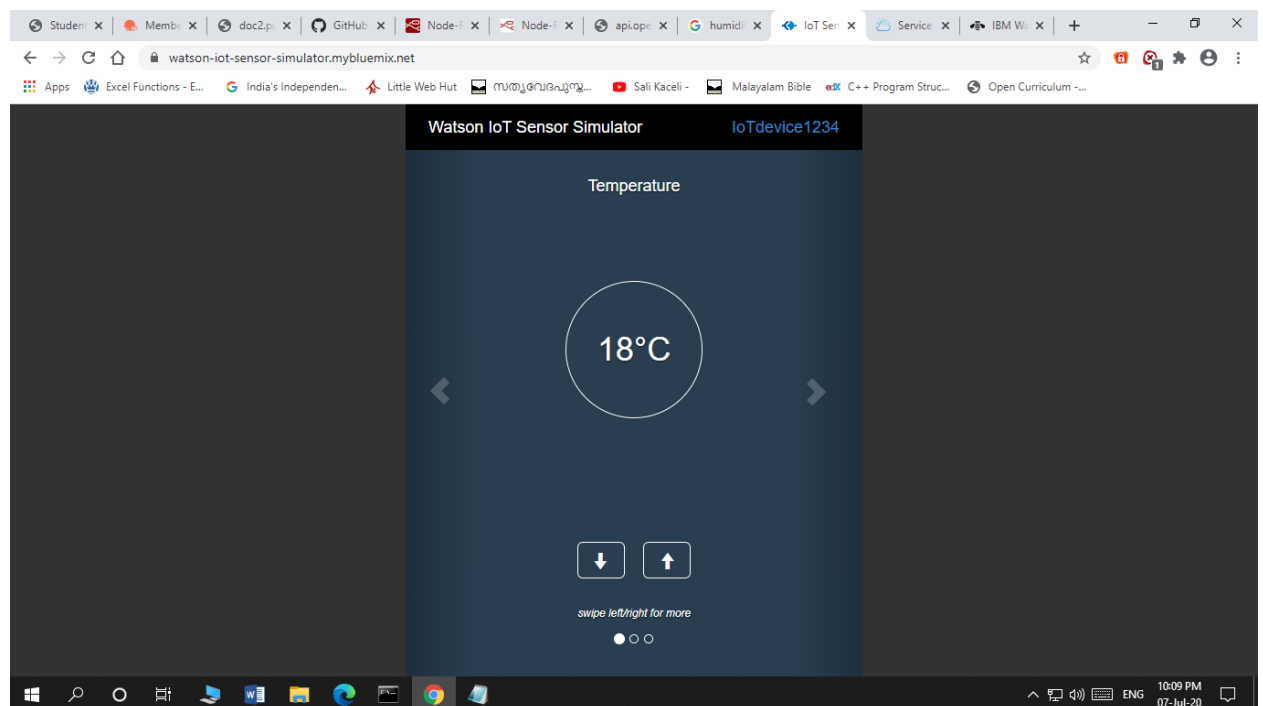 Student
Membe
doc2.pd
GitHub
Node-R
Node-R
api.ope
humidi
IoT Sen
Service
IBM Wa
watson-iot-sensor-simulator.mybluemix.net
Apps
Excel Functions - E...
India's Independen...
Little Web Hut
സത്യവേദപുസ്ത...
Sali Kaceli -
Malayalam Bible
edX C++ Program Struc...
Open Curriculum -...
Watson IoT Sensor Simulator
IoTdevice1234
Temperature
18°C
swipe left/right for more
ENG
10:09 PM
07-Jul-20